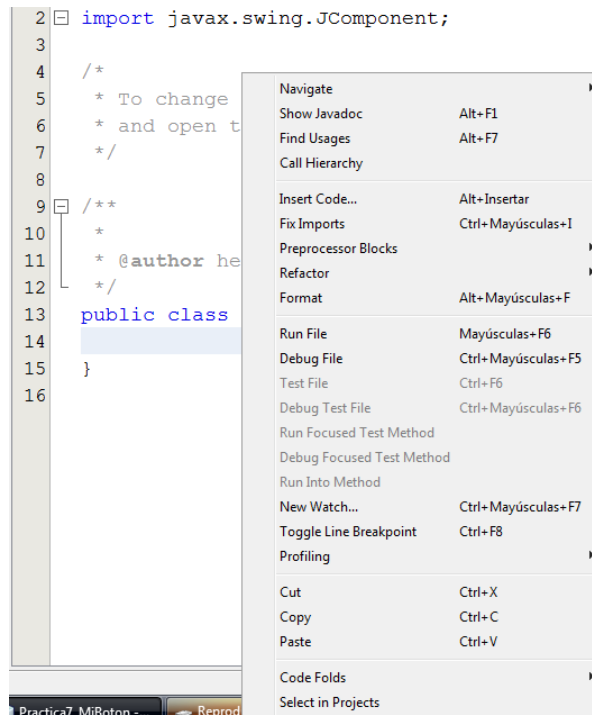 2 import javax.swing.JComponent;
3
4 /*
5 * To change
6 * and open t
7 */
8
9 /**
10 *
11 * @author he
12 */
13 public class
14
15 }
16
Navigate
Show Javadoc Alt+F1
Find Usages Alt+F7
Call Hierarchy
Insert Code... Alt+Insertar
Fix Imports Ctrl+Mayúsculas+I
Preprocessor Blocks
Refactor
Format Alt+Mayúsculas+F
Run File Mayúsculas+F6
Debug File Ctrl+Mayúsculas+F5
Test File Ctrl+F6
Debug Test File Ctrl+Mayúsculas+F6
Run Focused Test Method
Debug Focused Test Method
Run Into Method
New Watch... Ctrl+Mayúsculas+F7
Toggle Line Breakpoint Ctrl+F8
Profiling
Cut Ctrl+X
Copy Ctrl+C
Paste Ctrl+V
Code Folds
Select in Projects
Practica7_MiBoton - Reprod